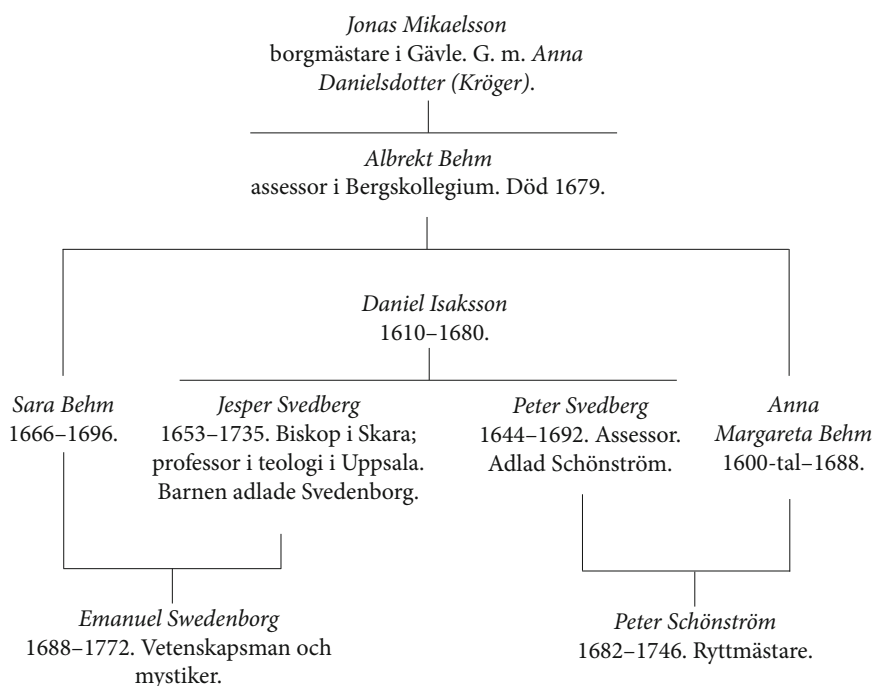 Jonas Mikaelsson
borgmästare i Gävle. G. m. Anna
Danielsdotter (Kröger).
Albrekt Behm
assessor i Bergskollegium. Död 1679.
Daniel Isaksson
1610–1680.
Sara Behm
1666–1696.
Jesper Svedberg
1653–1735. Biskop i Skara;
professor i teologi i Uppsala.
Barnen adlade Svedenborg.
Peter Svedberg
1644–1692. Assessor.
Adlad Schönström.
Anna
Margareta Behm
1600-tal–1688.
Emanuel Swedenborg
1688–1772. Vetenskapsman och
mystiker.
Peter Schönström
1682–1746. Ryttmästare.